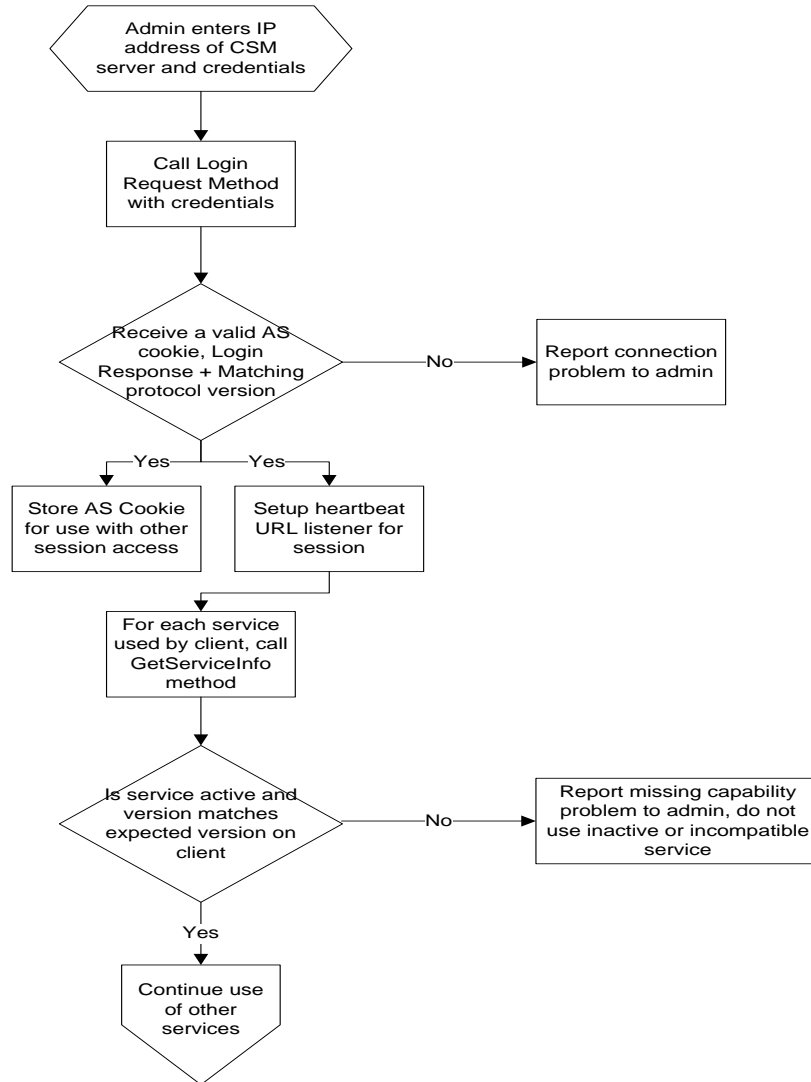 Admin enters IP
address of CSM
server and credentials
Call Login
Request Method
with credentials
Receive a valid AS
cookie, Login
Response + Matching
protocol version
No
Report connection
problem to admin
Yes
Yes
Store AS Cookie
for use with other
session access
Setup heartbeat
URL listener for
session
For each service
used by client, call
GetServiceInfo
method
Is service active and
version matches
expected version on
client
No
Report missing capability
problem to admin, do not
use inactive or incompatible
service
Yes
Continue use
of other
services